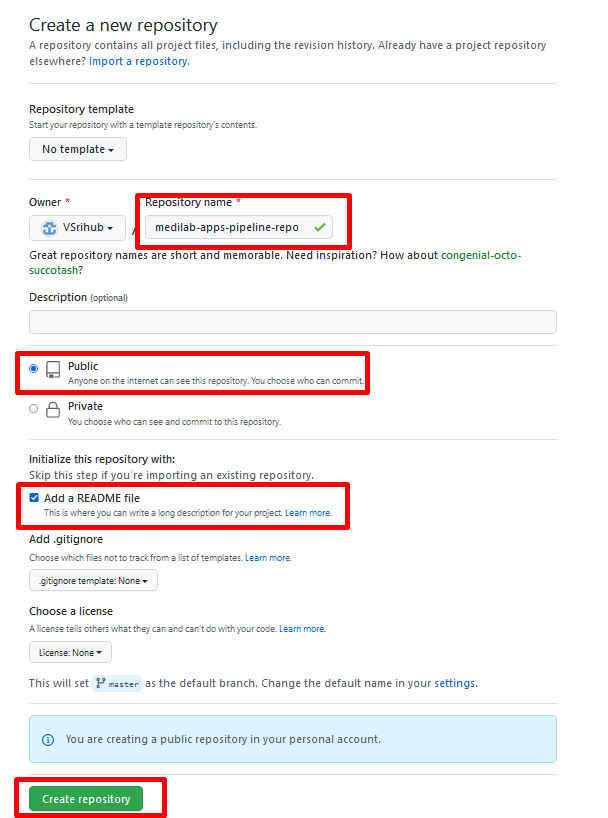 Create a new repository
A repository contains all project files, including the revision history. Already have a project repository
elsewhere? Import a repository.
Repository template
Start your repository with a template repository's contents.
No template
Owner *
Repository name *
VSrihub
/
medilab-apps-pipeline-repo
Great repository names are short and memorable. Need inspiration? How about congenial-octo-
succotash?
Description (optional)
Public
Anyone on the internet can see this repository. You choose who can commit.
Private
You choose who can see and commit to this repository.
Initialize this repository with:
Skip this step if you're importing an existing repository.
Add a README file
This is where you can write a long description for your project. Learn more.
Add .gitignore
Choose which files not to track from a list of templates. Learn more.
.gitignore template: None
Choose a license
A license tells others what they can and can't do with your code. Learn more.
License: None
This will set master as the default branch. Change the default name in your settings.
You are creating a public repository in your personal account.
Create repository